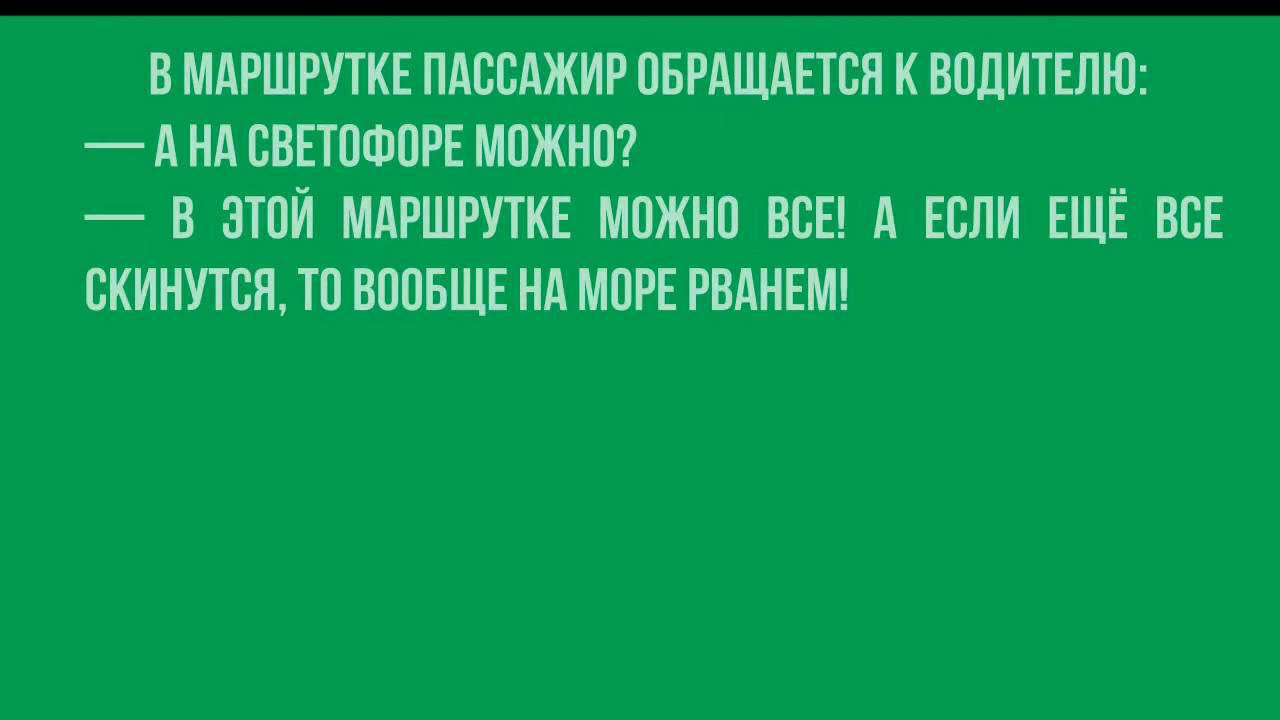 В МАРШРУТКЕ ПАССАЖИР ОБРАЩАЕТСЯ К ВОДИТЕЛЮ:
— А НА СВЕТОФОРЕ МОЖНО?
— В ЭТОЙ МАРШРУТКЕ МОЖНО ВСЕ! А ЕСЛИ ЕЩЁ ВСЕ
СКИНУТСЯ, ТО ВООБЩЕ НА МОРЕ РВАНЕМ!